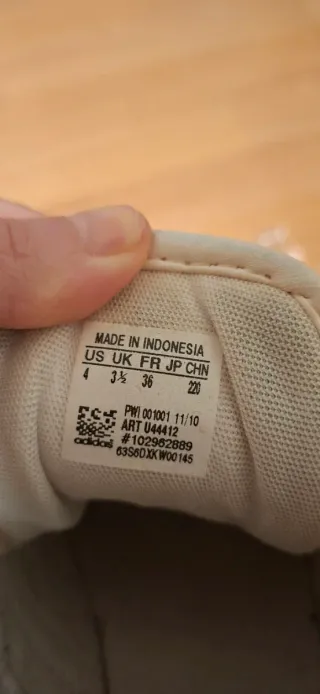 MADE IN INDONESIA
US UK FR JP CHN
4 3½ 36 220
PWI 001001 11/10
ART U44412
#102962889
adidas
63S6DXKW00145